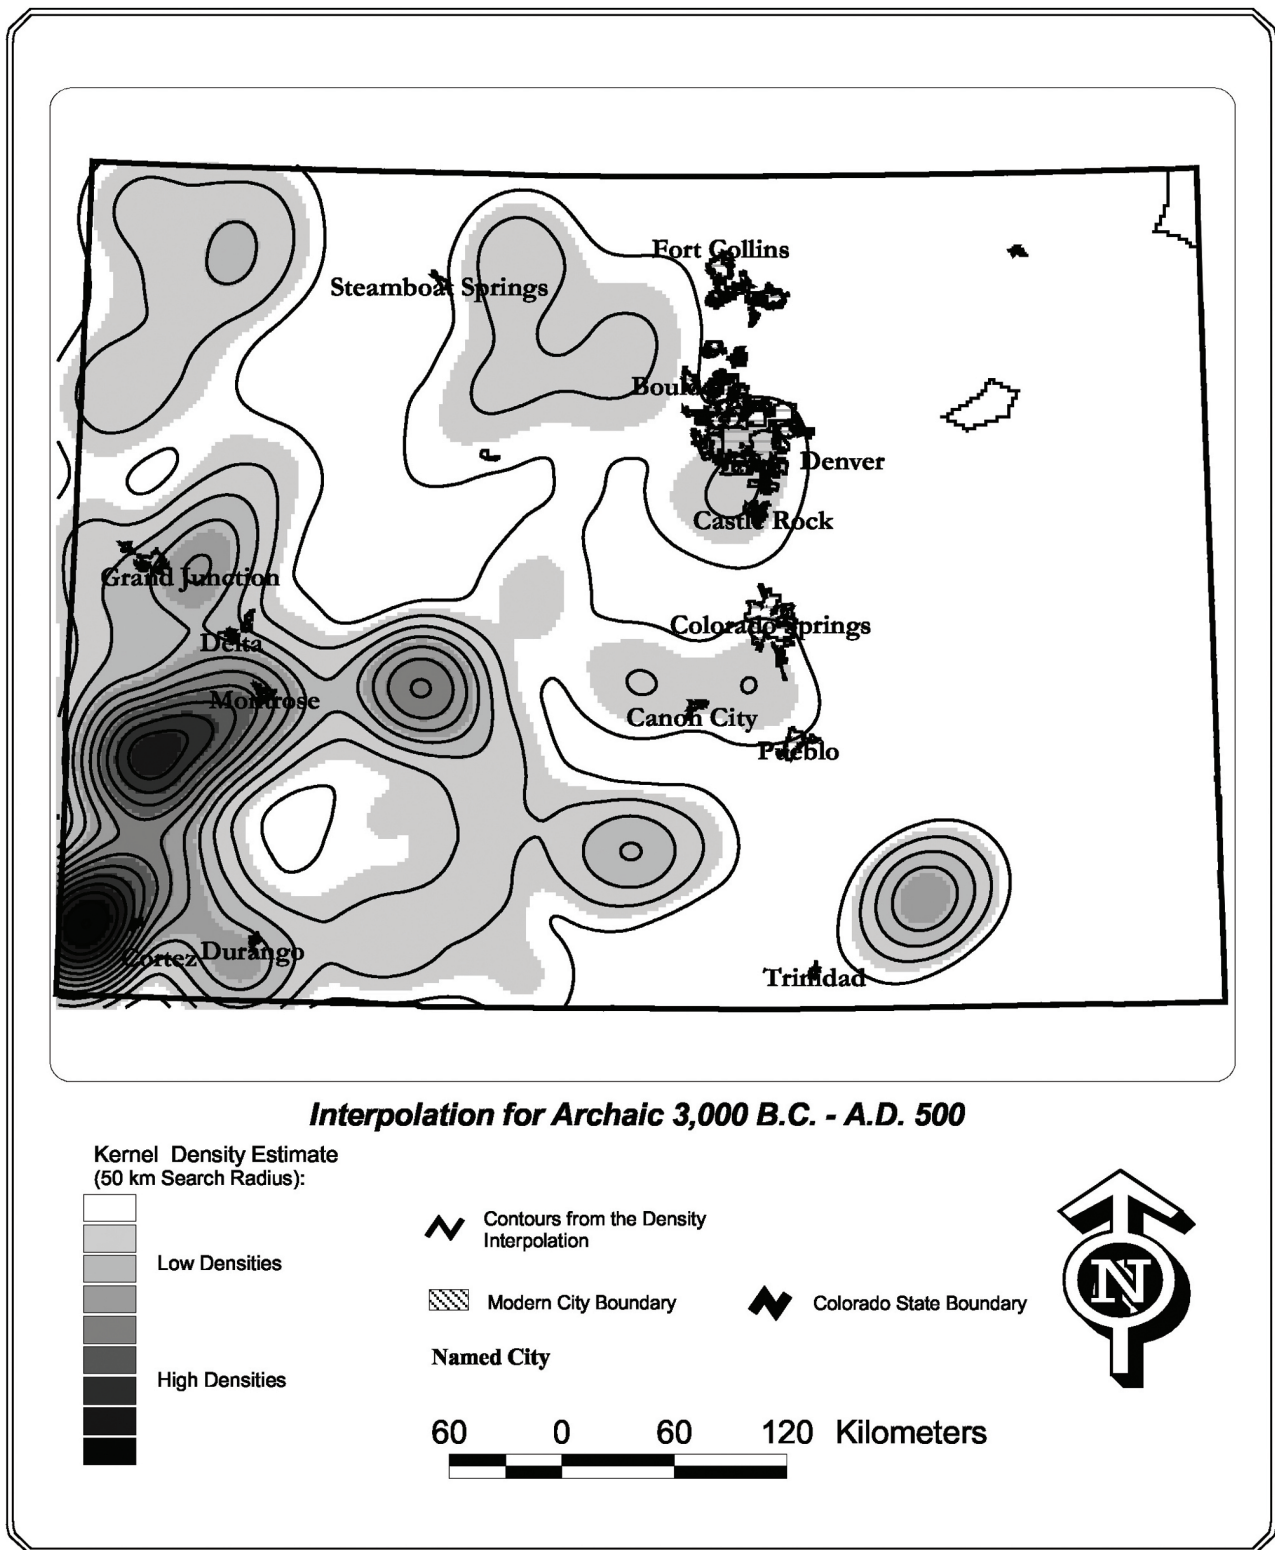 Fort Collins
Steamboat Springs
Boulder
Denver
Castle Rock
Grand Junction
Colorado Springs
Delta
Montrose
Canon City
Pueblo
Cortez
Durango
Trinidad
Interpolation for Archaic 3,000 B.C. - A.D. 500
Kernel Density Estimate
(50 km Search Radius):
Low Densities
High Densities
Contours from the Density
Interpolation
Modern City Boundary
Colorado State Boundary
Named City
60 0 60 120 Kilometers
N